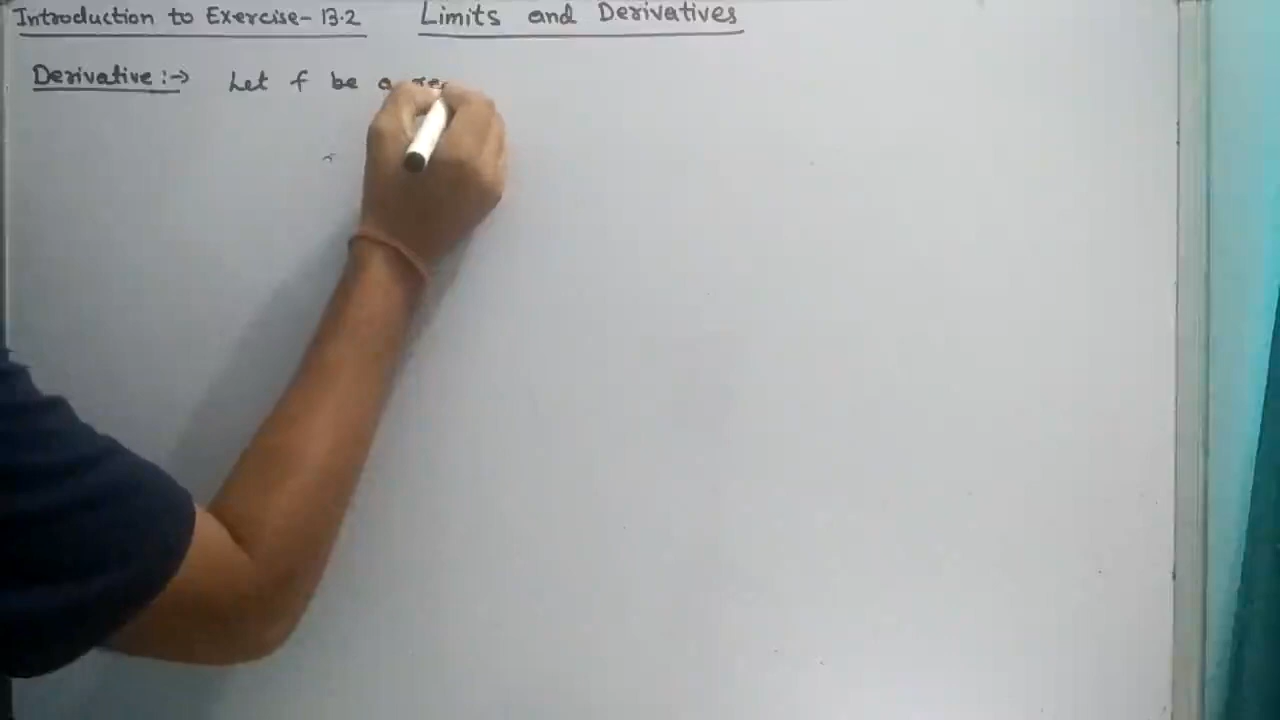 Introduction to Exercise-13.2 Limits and Derivatives
Derivative :→ Let f be a